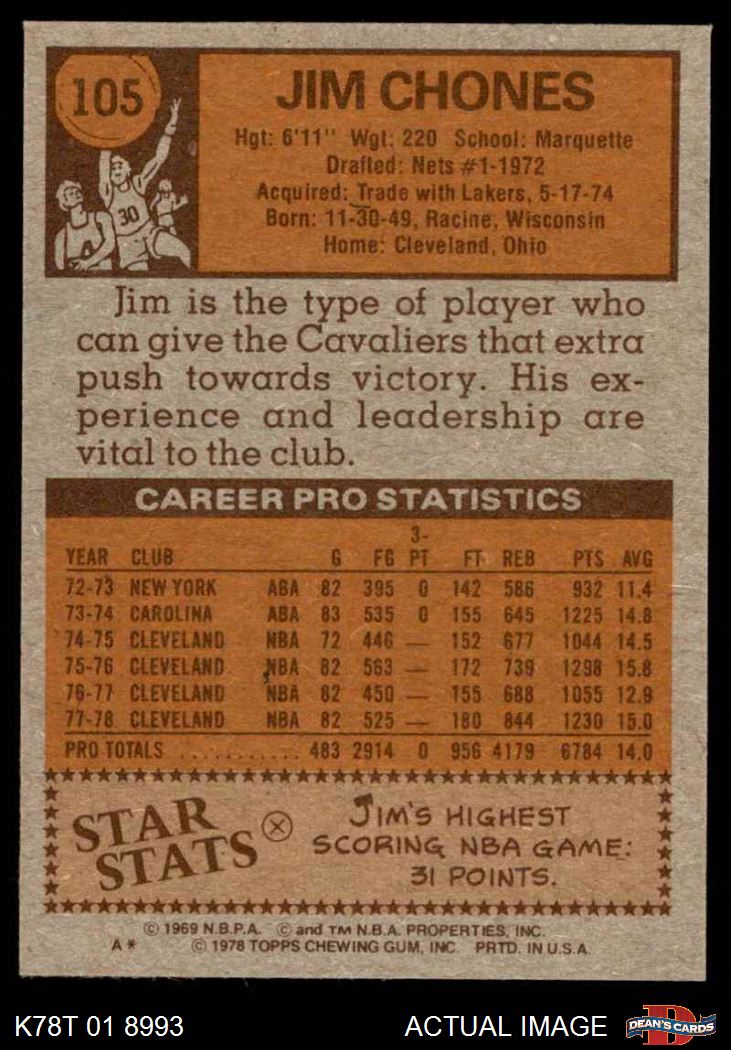 105
JIM CHONES
Hgt: 6'11" Wgt: 220 School: Marquette
Drafted: Nets #1-1972
Acquired: Trade with Lakers, 5-17-74
Born: 11-30-49, Racine, Wisconsin
Home: Cleveland, Ohio
30
4
Jim is the type of player who
can give the Cavaliers that extra
push towards victory. His ex-
perience and leadership are
vital to the club.
CAREER PRO STATISTICS
YEAR CLUB G FG 3-PT FT REB PTS AVG
72-73 NEW YORK ABA 82 395 0 142 586 932 11.4
73-74 CAROLINA ABA 83 535 0 155 645 1225 14.8
74-75 CLEVELAND NBA 72 446 — 152 677 1044 14.5
75-76 CLEVELAND NBA 82 563 — 172 739 1298 15.8
76-77 CLEVELAND NBA 82 450 — 155 688 1055 12.9
77-78 CLEVELAND NBA 82 525 — 180 844 1230 15.0
PRO TOTALS ........... 483 2914 0 956 4179 6784 14.0
STAR
STATS
JIM'S HIGHEST
SCORING NBA GAME:
31 POINTS.
© 1969 N.B.P.A. © and TM N.B.A. PROPERTIES, INC.
A* © 1978 TOPPS CHEWING GUM, INC. PRTD. IN U.S.A.
K78T 01 8993 ACTUAL IMAGE
D
DEAN'S CARDS